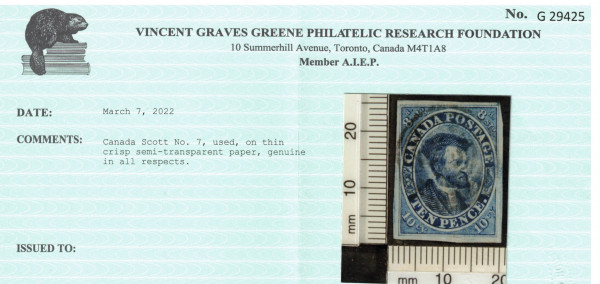 No. G 29425
VINCENT GRAVES GREENE PHILATELIC RESEARCH FOUNDATION
10 Summerhill Avenue, Toronto, Canada M4T1A8
Member A.I.E.P.
DATE: March 7, 2022
COMMENTS: Canada Scott No. 7, used, on thin
crisp semi-transparent paper, genuine
in all respects.
ISSUED TO:
20
10
mm
CANADA POSTAGE
TEN PENCE.
10
10
mm 10 20